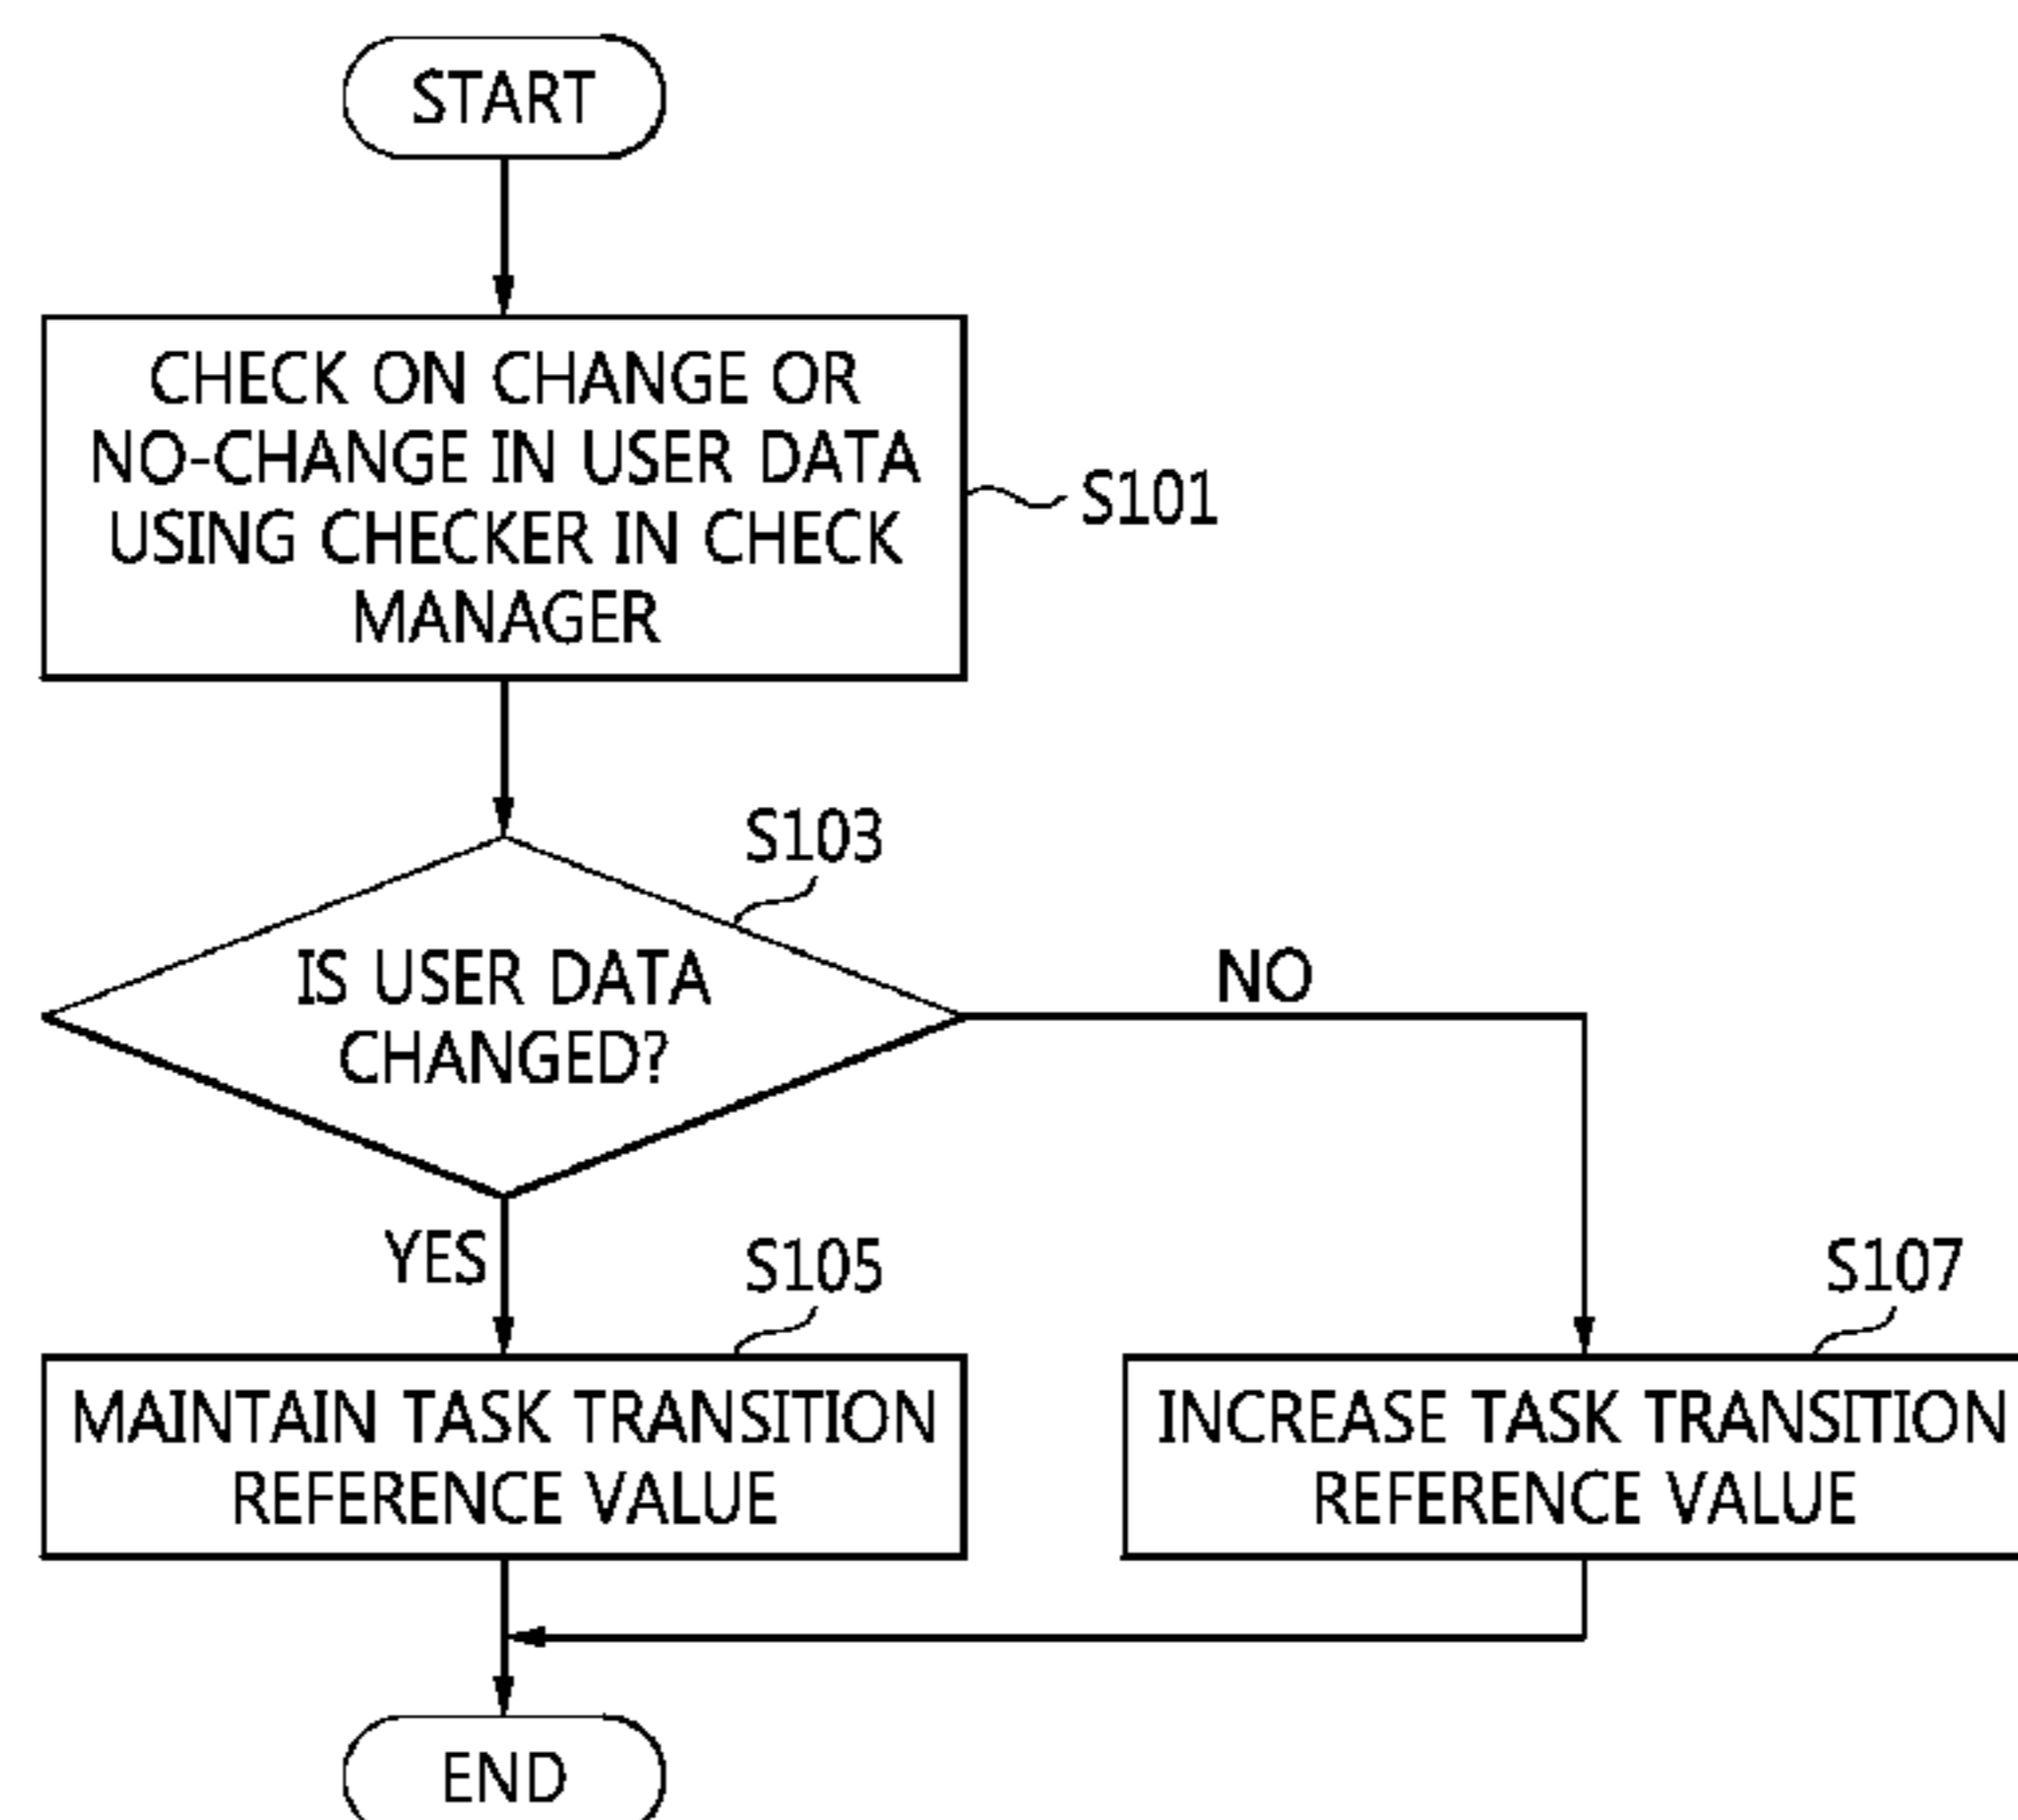 START
CHECK ON CHANGE OR
NO-CHANGE IN USER DATA
USING CHECKER IN CHECK
MANAGER
S101
S103
IS USER DATA
CHANGED?
NO
YES
S105
S107
MAINTAIN TASK TRANSITION
REFERENCE VALUE
INCREASE TASK TRANSITION
REFERENCE VALUE
END